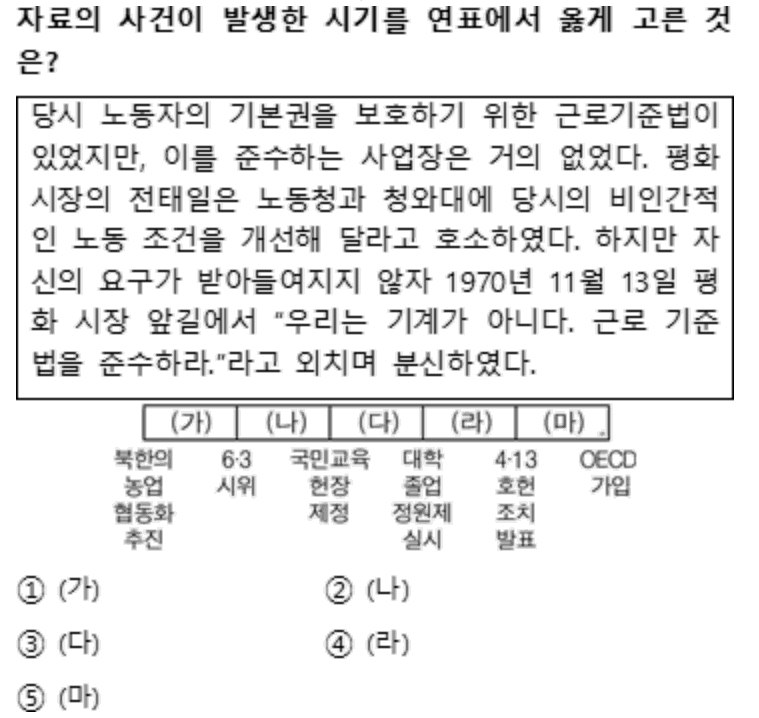 자료의 사건이 발생한 시기를 연표에서 옳게 고른 것
은?
당시 노동자의 기본권을 보호하기 위한 근로기준법이
있었지만, 이를 준수하는 사업장은 거의 없었다. 평화
시장의 전태일은 노동청과 청와대에 당시의 비인간적
인 노동 조건을 개선해 달라고 호소하였다. 하지만 자
신의 요구가 받아들여지지 않자 1970년 11월 13일 평
화 시장 앞길에서 “우리는 기계가 아니다. 근로 기준
법을 준수하라.”라고 외치며 분신하였다.
(가) (나) (다) (라) (마)
북한의 6·3 국민교육 대학 4·13 OECD
농업 시위 헌장 졸업 호헌 가입
협동화 제정 정원제 조치
추진 실시 발표
① (가) ② (나)
③ (다) ④ (라)
⑤ (마)